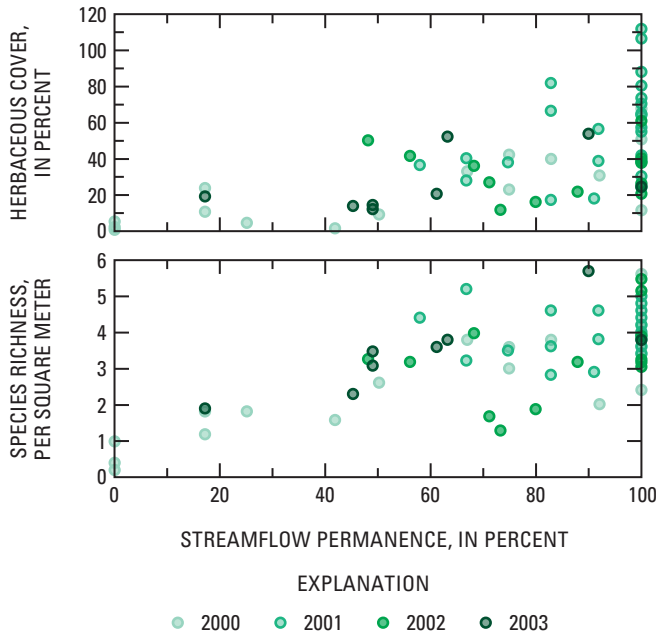 HERBACEOUS COVER,
IN PERCENT
120
100
80
60
40
20
0
SPECIES RICHNESS,
PER SQUARE METER
6
5
4
3
2
1
0
0 20 40 60 80 100
STREAMFLOW PERMANENCE, IN PERCENT
EXPLANATION
2000 2001 2002 2003